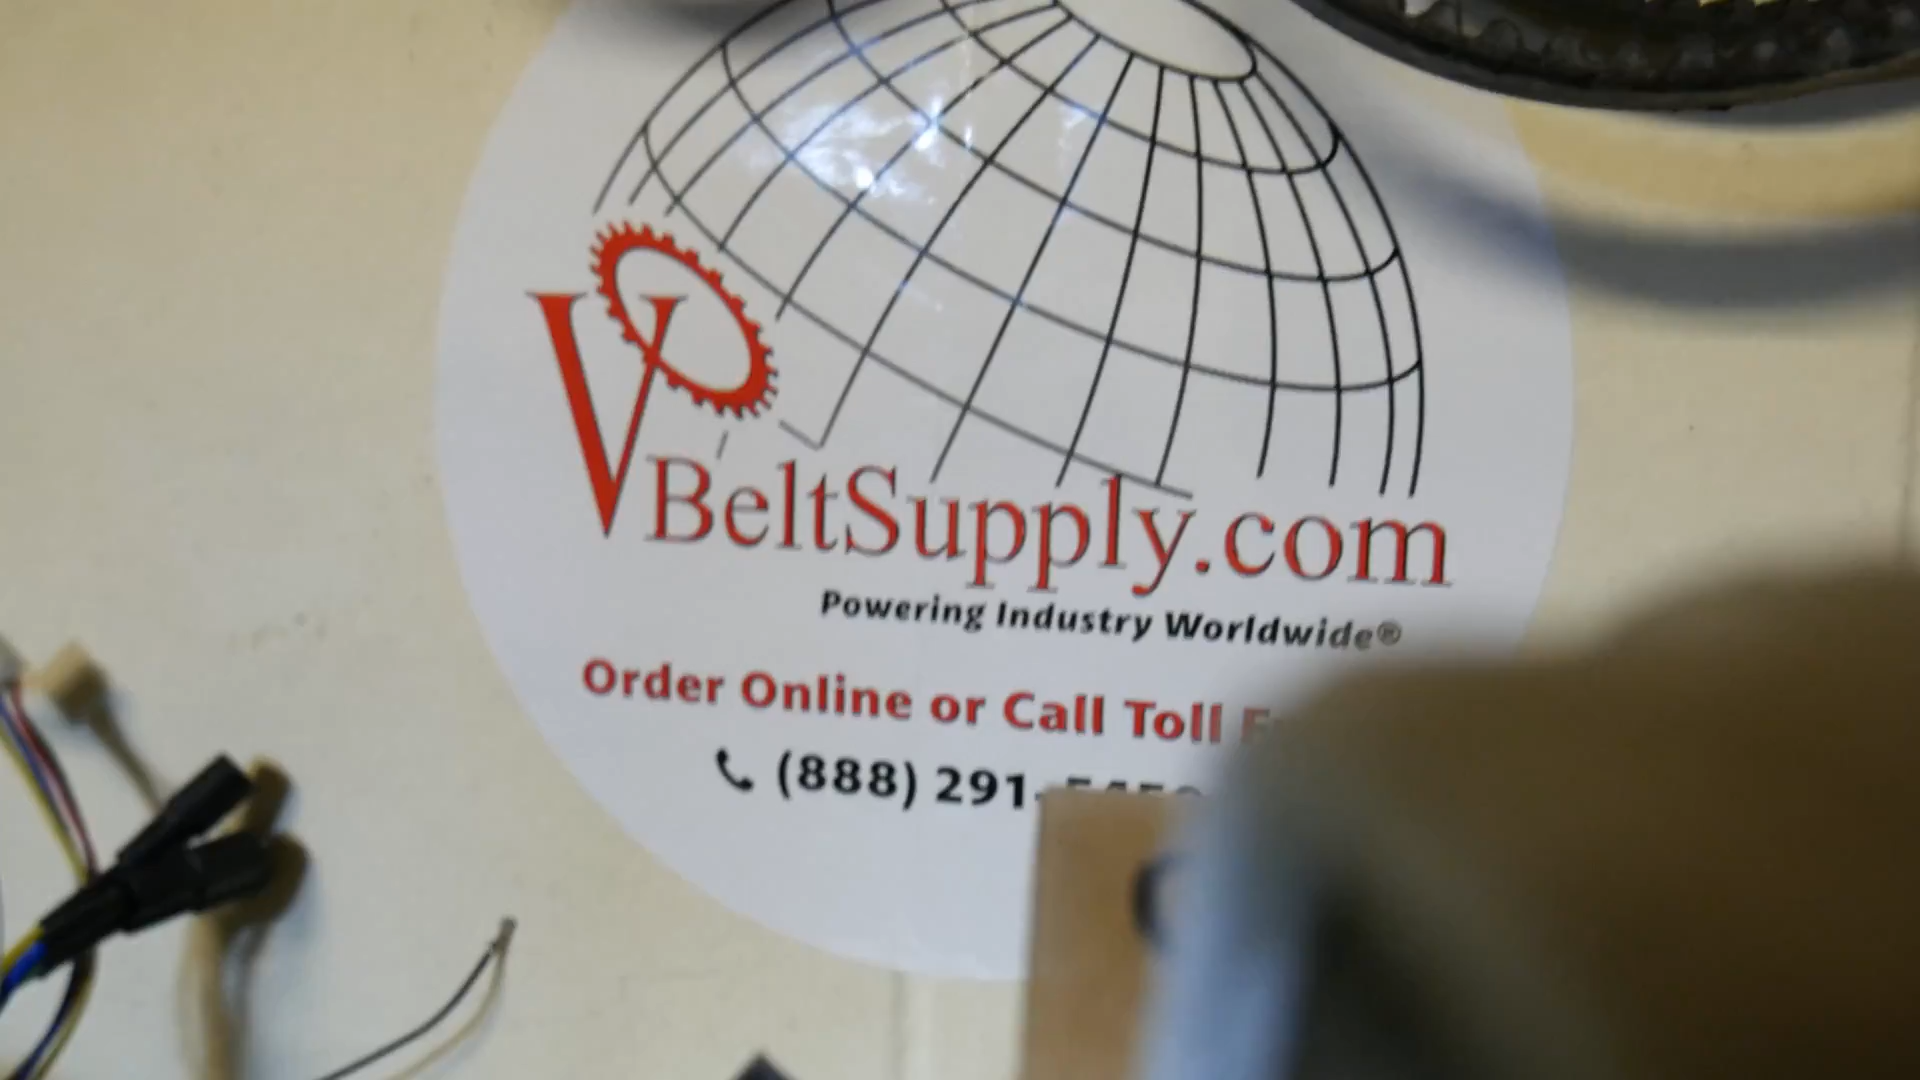 VBeltSupply.com
Powering Industry Worldwide®
Order Online or Call Toll
(888) 291-